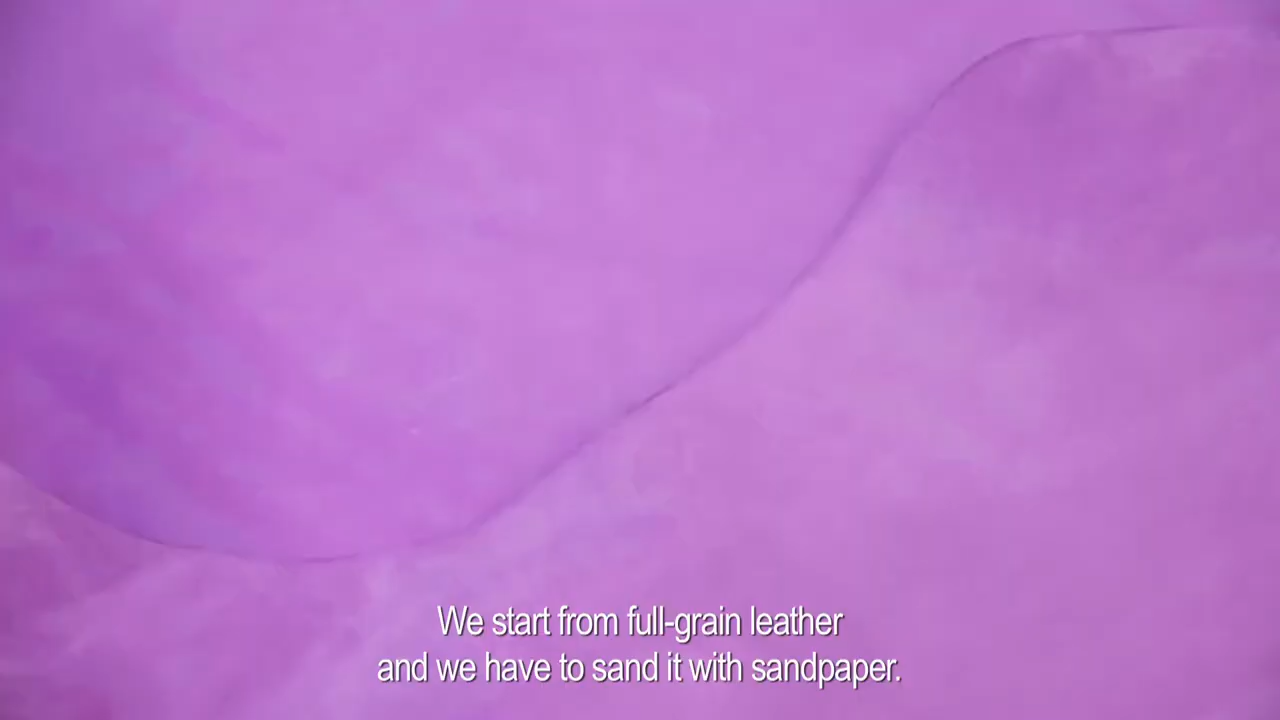 We start from full-grain leather
and we have to sand it with sandpaper.